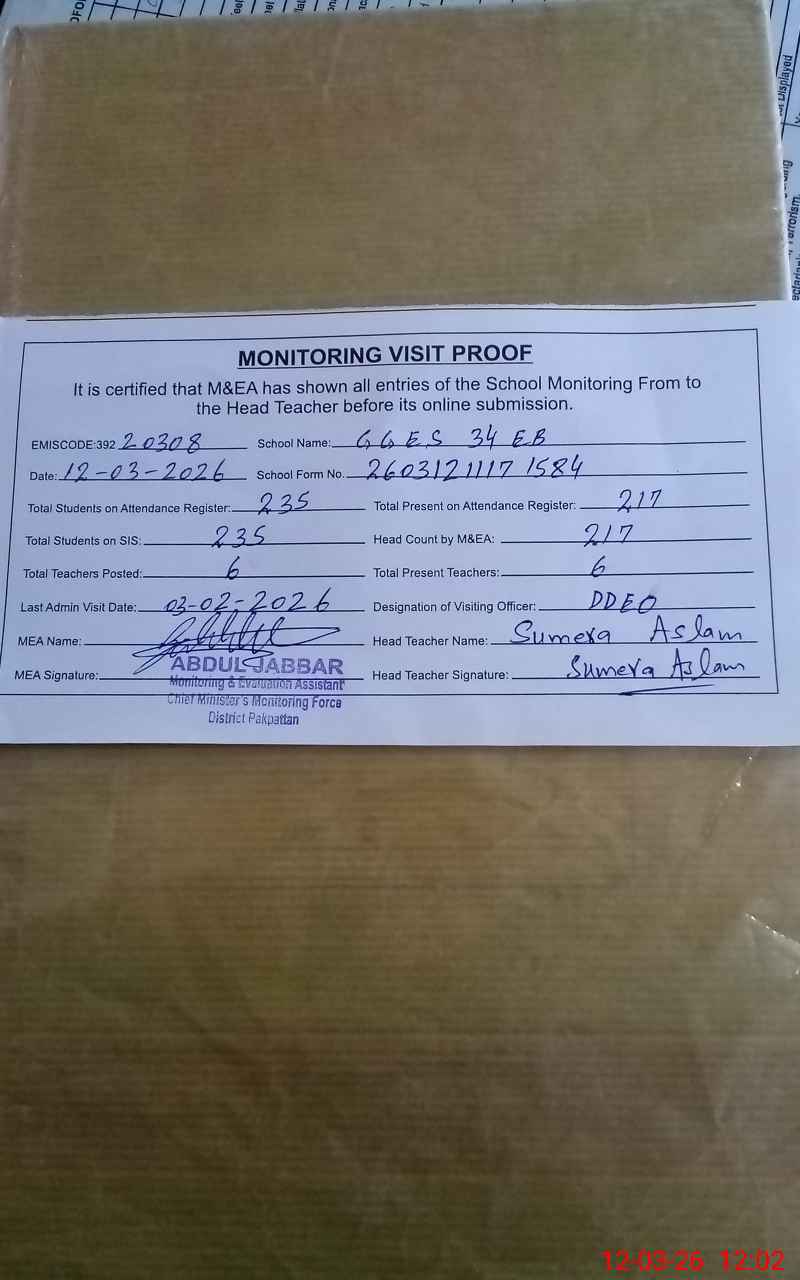 MONITORING VISIT PROOF
It is certified that M&EA has shown all entries of the School Monitoring From to
the Head Teacher before its online submission.
EMISCODE:392 20308 School Name: GGES 34 EB
Date: 12-03-2026 School Form No. 26031211171584
Total Students on Attendance Register: 235 Total Present on Attendance Register: 217
Total Students on SIS: 235 Head Count by M&EA: 217
Total Teachers Posted: 6 Total Present Teachers: 6
Last Admin Visit Date: 03-02-2026 Designation of Visiting Officer: DDEO
MEA Name: Head Teacher Name: Sumera Aslam
MEA Signature: Head Teacher Signature: Sumera Aslam
ABDUL JABBAR
Monitoring & Evaluation Assistant
Chief Minister's Monitoring Force
District Pakpattan
Displayed
Terrorism
12-03-26 12:02